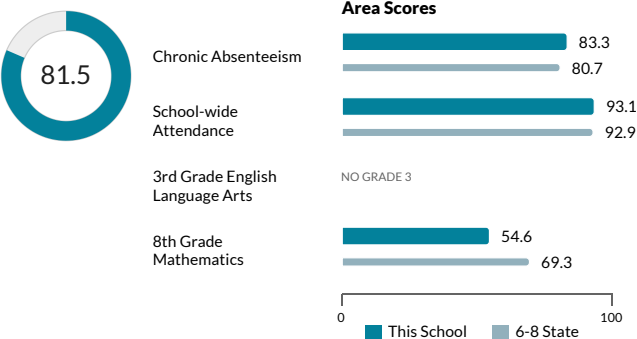 Area Scores
81.5
Chronic Absenteeism
83.3
80.7
School-wide
Attendance
93.1
92.9
3rd Grade English
Language Arts
NO GRADE 3
8th Grade
Mathematics
54.6
69.3
0
100
This School
6-8 State